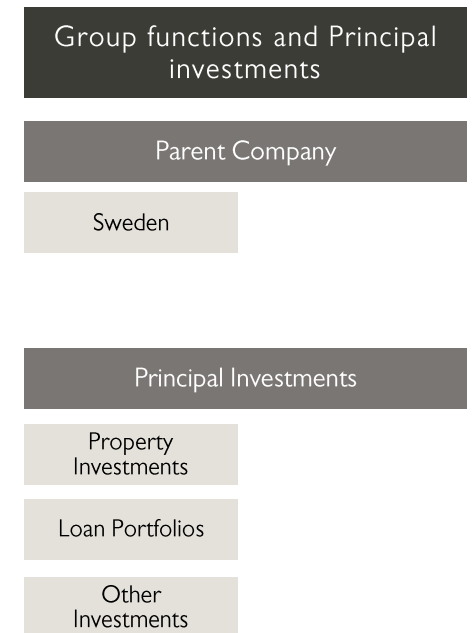 Group functions and Principal
investments
Parent Company
Sweden
Principal Investments
Property
Investments
Loan Portfolios
Other
Investments